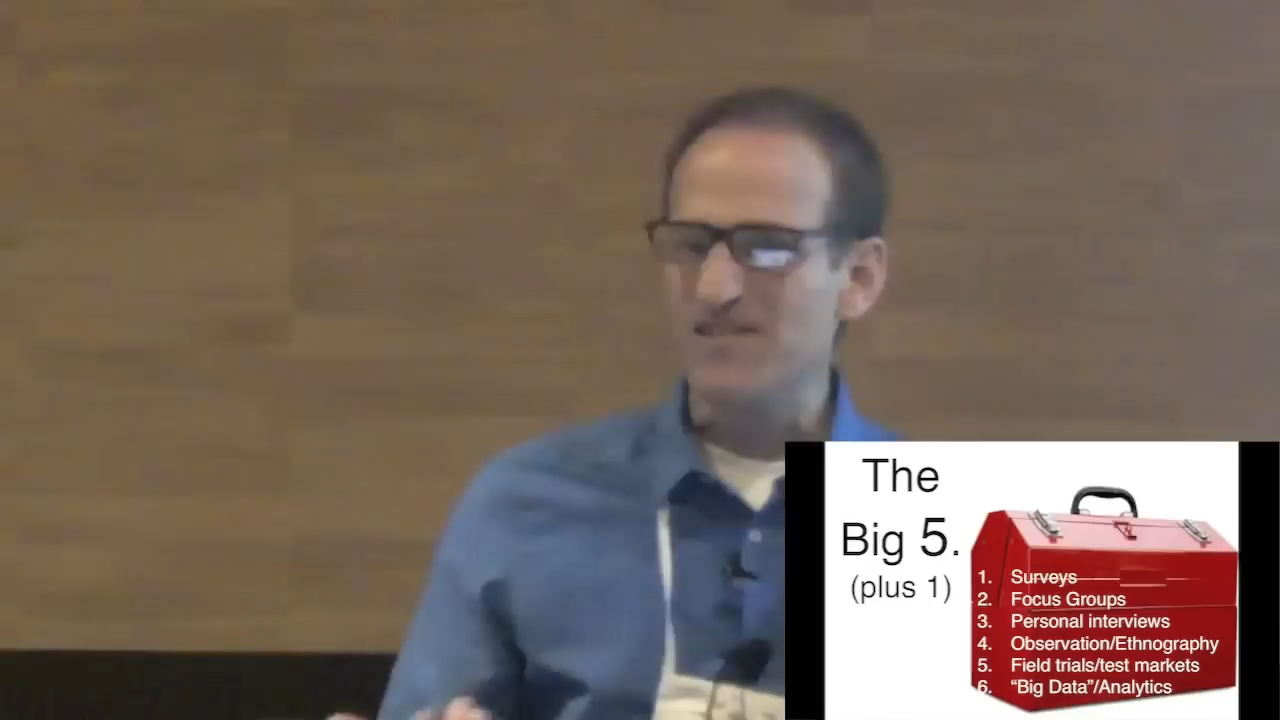 The
Big 5.
(plus 1)
1. Surveys
2. Focus Groups
3. Personal interviews
4. Observation/Ethnography
5. Field trials/test markets
6. “Big Data”/Analytics